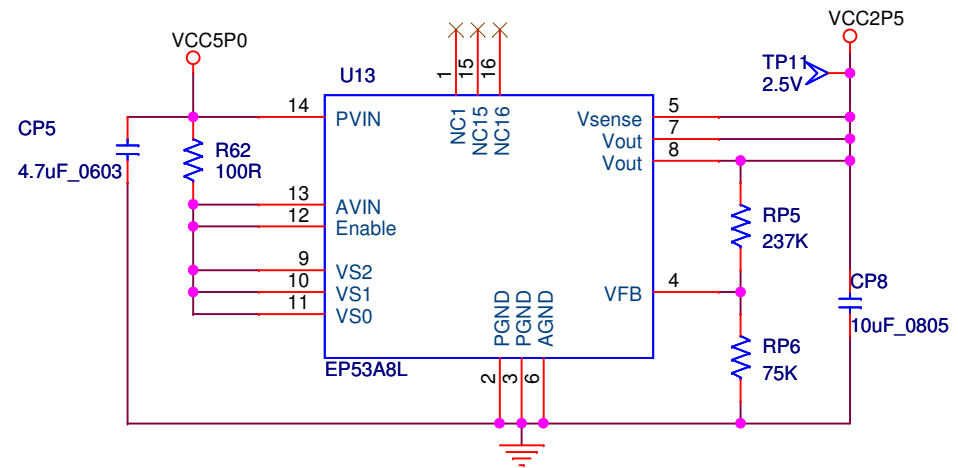 VCC5P0
VCC2P5
U13
1
15
16
TP11
2.5V
CP5
4.7uF_0603
R62
100R
14
PVIN
NC1
NC15
NC16
Vsense
5
Vout
7
Vout
8
13
AVIN
12
Enable
RP5
237K
9
VS2
10
VS1
11
VS0
VFB
4
CP8
10uF_0805
PGND
PGND
AGND
RP6
75K
EP53A8L
2
3
6